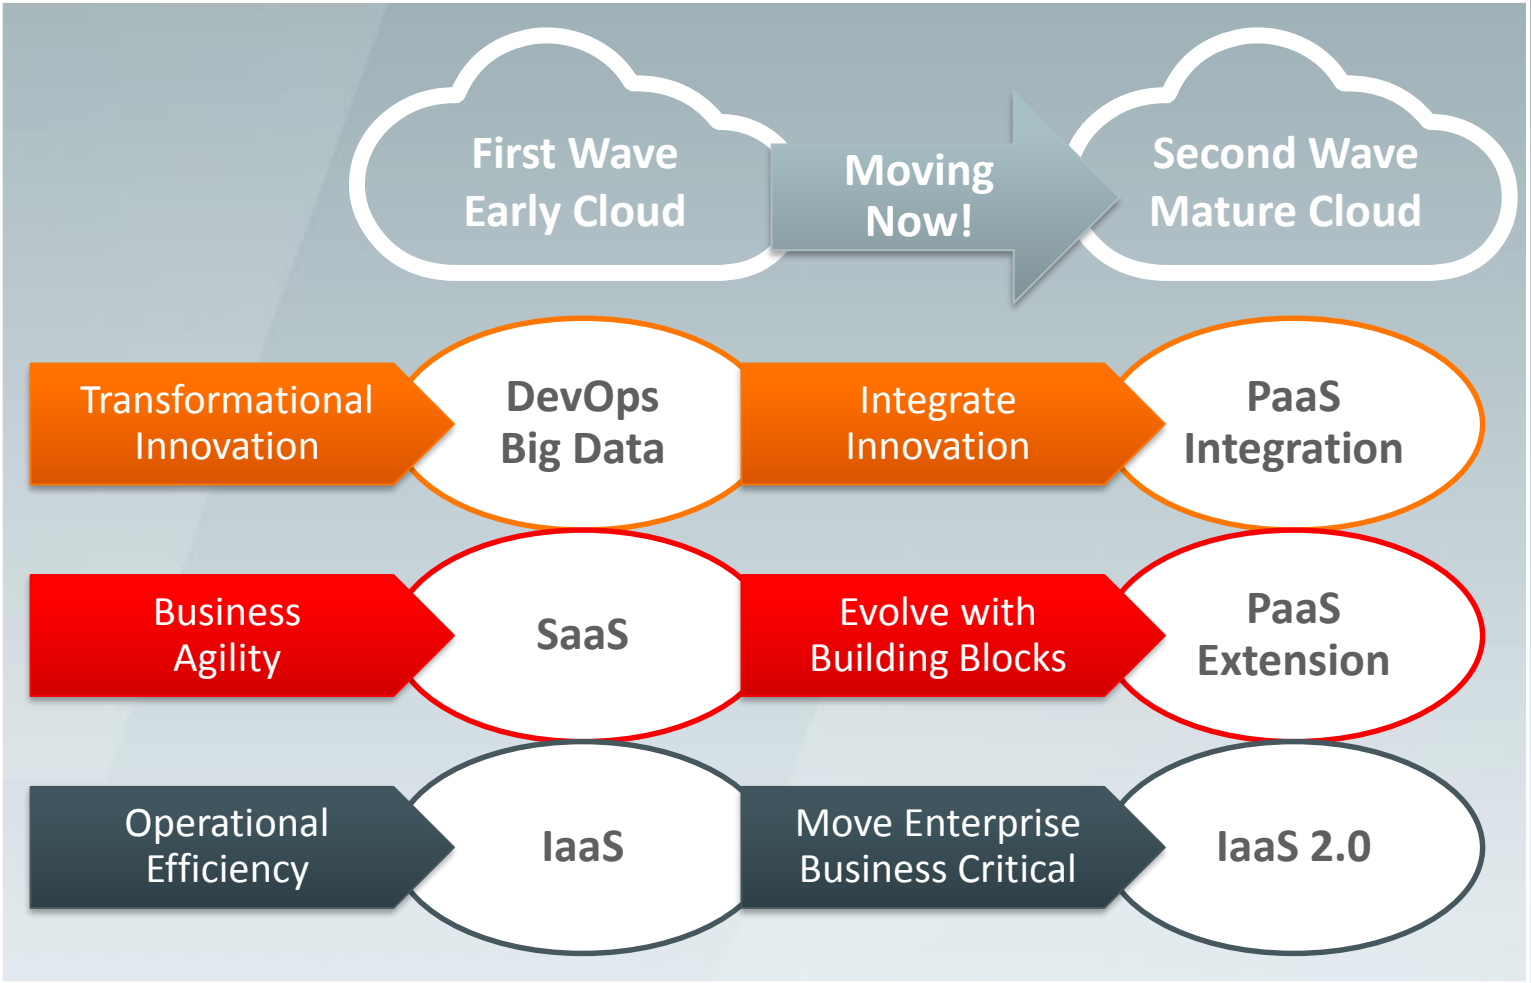 First Wave
Early Cloud
Moving
Now!
Second Wave
Mature Cloud
Transformational
Innovation
DevOps
Big Data
Integrate
Innovation
PaaS
Integration
Business
Agility
SaaS
Evolve with
Building Blocks
PaaS
Extension
Operational
Efficiency
IaaS
Move Enterprise
Business Critical
IaaS 2.0